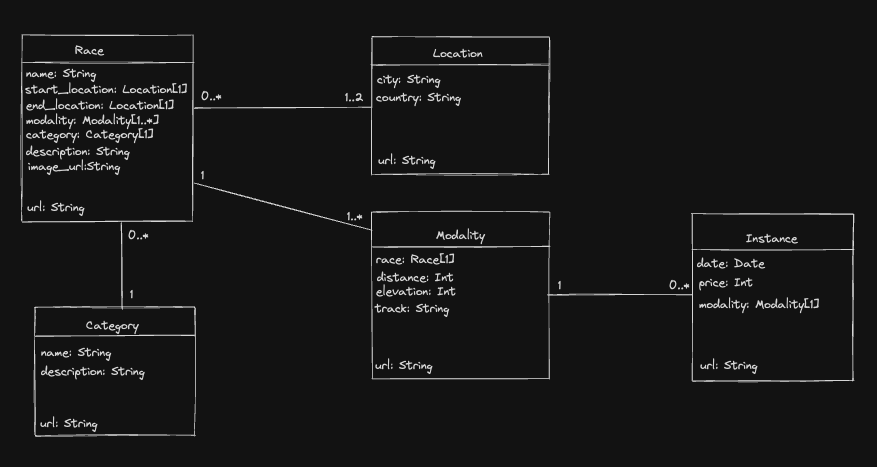 Race
name: String
start_location: Location[1]
end_location: Location[1]
modality: Modality[1..*]
category: Category[1]
description: String
image_url:String
url: String
0..*
1..2
Location
city: String
country: String
url: String
1
1..*
Modality
race: Race[1]
distance: Int
elevation: Int
track: String
url: String
1
0..*
Instance
date: Date
price: Int
modality: Modality[1]
url: String
0..*
1
Category
name: String
description: String
url: String